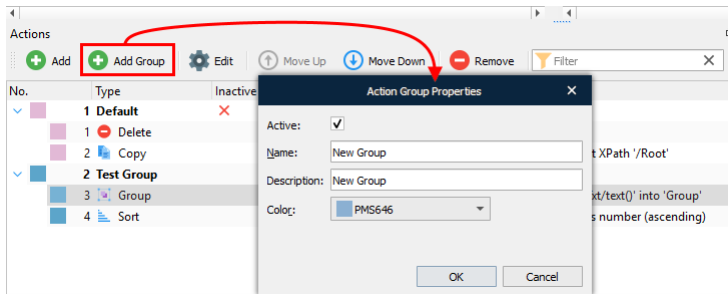 Actions
Add Add Group Edit Move Up Move Down Remove Filter
No. Type Inactive
1 Default
1 Delete
2 Copy
2 Test Group
3 Group
4 Sort
Action Group Properties
Active:
Name: New Group
Description: New Group
Color: PMS646
OK Cancel
t XPath '/Root'
xt/text()' into 'Group'
s number (ascending)